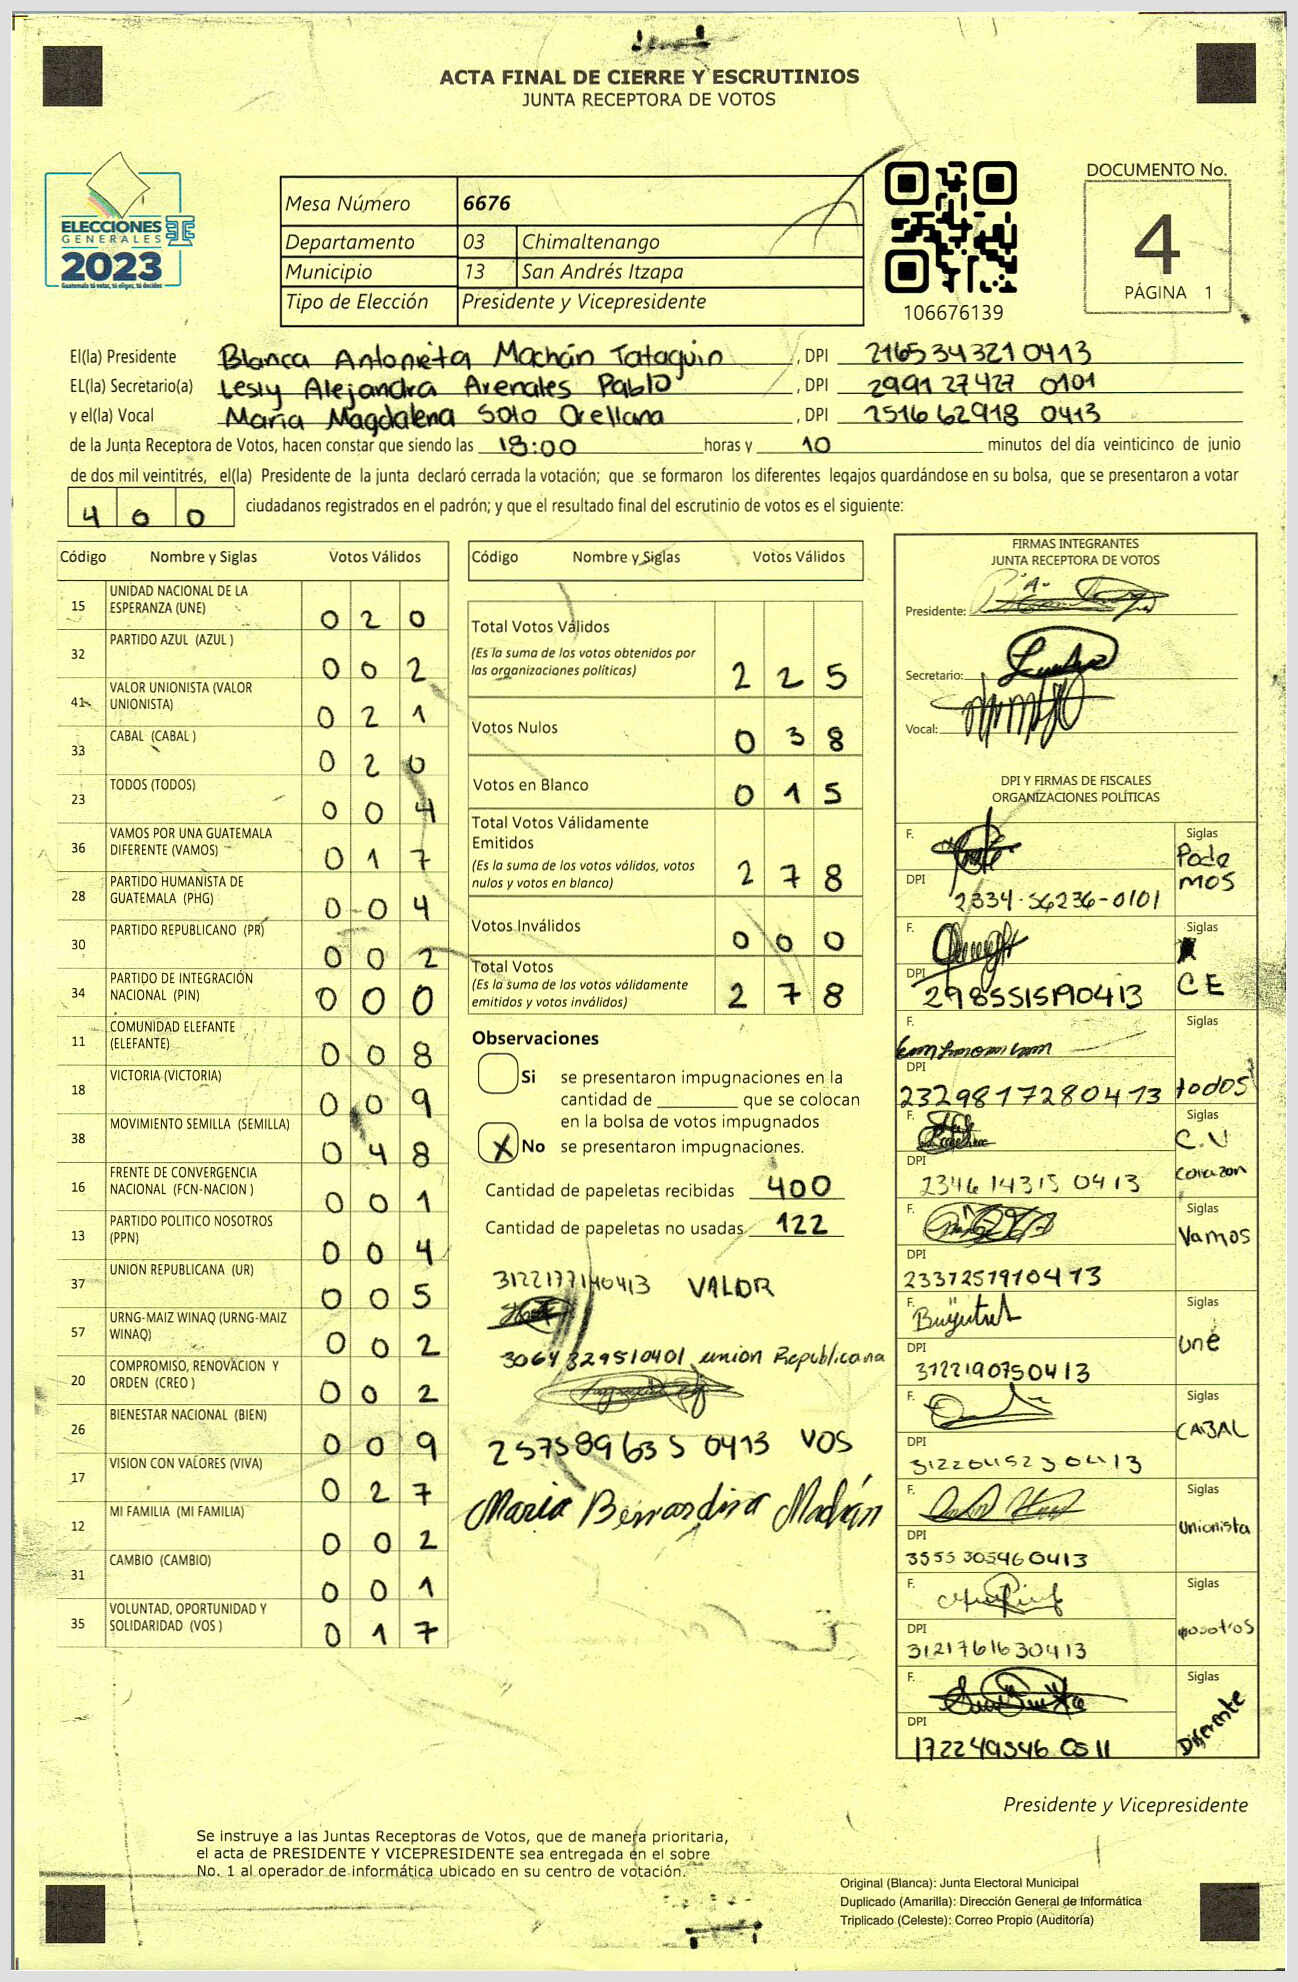 ACTA FINAL DE CIERRE Y ESCRUTINIOS
JUNTA RECEPTORA DE VOTOS
ELECCIONES
GENERALES
2023
Guatemala tú votar, tú eliges, tú decides
Mesa Número 6676
Departamento 03 Chimaltenango
Municipio 13 San Andrés Itzapa
Tipo de Elección Presidente y Vicepresidente
106676139
DOCUMENTO No.
4
PÁGINA 1
El(la) Presidente Blanca Antonieta Machán Tataguin , DPI 2165343210413
EL(la) Secretario(a) Lesly Alejandra Arenales Pablo , DPI 299127427 0101
y el(la) Vocal María Magdalena Solo Orellana , DPI 251662918 0413
de la Junta Receptora de Votos, hacen constar que siendo las 18:00 horas y 10 minutos del día veinticinco de junio
de dos mil veintitrés, el(la) Presidente de la junta declaró cerrada la votación; que se formaron los diferentes legajos guardándose en su bolsa, que se presentaron a votar
4 0 0 ciudadanos registrados en el padrón; y que el resultado final del escrutinio de votos es el siguiente:
Código Nombre y Siglas Votos Válidos
15 UNIDAD NACIONAL DE LA ESPERANZA (UNE) 0 2 0
32 PARTIDO AZUL (AZUL ) 0 0 2
41 VALOR UNIONISTA (VALOR UNIONISTA) 0 2 1
33 CABAL (CABAL ) 0 2 0
23 TODOS (TODOS) 0 0 4
36 VAMOS POR UNA GUATEMALA DIFERENTE (VAMOS) 0 1 7
28 PARTIDO HUMANISTA DE GUATEMALA (PHG) 0 0 4
30 PARTIDO REPUBLICANO (PR) 0 0 2
34 PARTIDO DE INTEGRACIÓN NACIONAL (PIN) 0 0 0
11 COMUNIDAD ELEFANTE (ELEFANTE) 0 0 8
18 VICTORIA (VICTORIA) 0 0 9
38 MOVIMIENTO SEMILLA (SEMILLA) 0 4 8
16 FRENTE DE CONVERGENCIA NACIONAL (FCN-NACION ) 0 0 1
13 PARTIDO POLITICO NOSOTROS (PPN) 0 0 4
37 UNION REPUBLICANA (UR) 0 0 5
57 URNG-MAIZ WINAQ (URNG-MAIZ WINAQ) 0 0 2
20 COMPROMISO, RENOVACION Y ORDEN (CREO ) 0 0 2
26 BIENESTAR NACIONAL (BIEN) 0 0 9
17 VISION CON VALORES (VIVA) 0 2 7
12 MI FAMILIA (MI FAMILIA) 0 0 2
31 CAMBIO (CAMBIO) 0 0 1
35 VOLUNTAD, OPORTUNIDAD Y SOLIDARIDAD (VOS ) 0 1 7
Código Nombre y Siglas Votos Válidos
Total Votos Válidos 2 2 5
(Es la suma de los votos obtenidos por
las organizaciones políticas)
Votos Nulos 0 3 8
Votos en Blanco 0 1 5
Total Votos Válidamente
Emitidos 2 7 8
(Es la suma de los votos válidos, votos
nulos y votos en blanco)
Votos Inválidos 0 0 0
Total Votos 2 7 8
(Es la suma de los votos válidamente
emitidos y votos inválidos)
Observaciones
Si se presentaron impugnaciones en la
cantidad de ________ que se colocan
en la bolsa de votos impugnados
X No se presentaron impugnaciones.
Cantidad de papeletas recibidas 400
Cantidad de papeletas no usadas 122
3122177140413 VALOR
3064329510401 union Republicana
257589635 0413 VOS
Maria Bernardina Machán
FIRMAS INTEGRANTES
JUNTA RECEPTORA DE VOTOS
Presidente:
Secretario:
Vocal:
DPI Y FIRMAS DE FISCALES
ORGANIZACIONES POLÍTICAS
F. Siglas
Pode
mos
DPI 2334-56236-0101
F. Siglas
CE
DPI 2985515190413
F. Siglas
DPI 2329817280413 todos
F. Siglas
C.V
corazon
DPI 2346 14315 0413
F. Siglas
Vamos
DPI 2337257910413
F. Siglas
une
DPI 3122190750413
F. Siglas
CABAL
DPI 3122045230413
F. Siglas
Unionista
DPI 3555305460413
F. Siglas
nosotros
DPI 3121761630413
F. Siglas
Diferente
DPI 172249546 0511
Presidente y Vicepresidente
Se instruye a las Juntas Receptoras de Votos, que de manera prioritaria,
el acta de PRESIDENTE Y VICEPRESIDENTE sea entregada en el sobre
No. 1 al operador de informática ubicado en su centro de votación.
Original (Blanca): Junta Electoral Municipal
Duplicado (Amarilla): Dirección General de Informática
Triplicado (Celeste): Correo Propio (Auditoría)